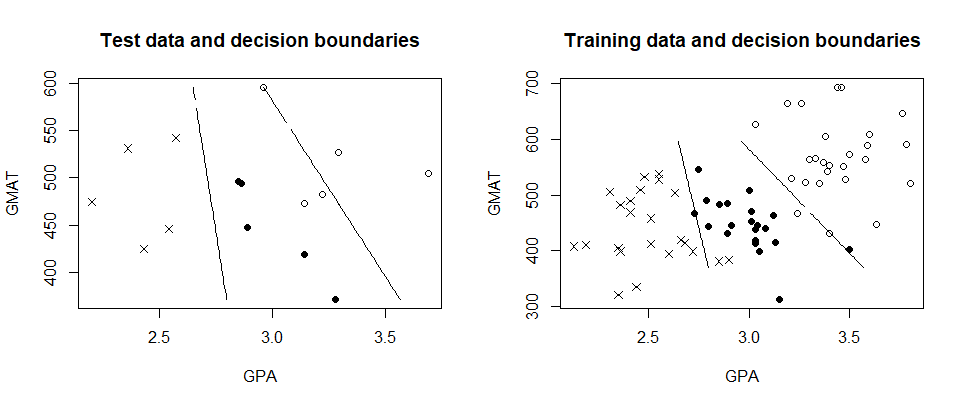 Test data and decision boundaries
GMAT
600
550
500
450
400
2.5 3.0 3.5
GPA
Training data and decision boundaries
GMAT
700
600
500
400
300
2.5 3.0 3.5
GPA